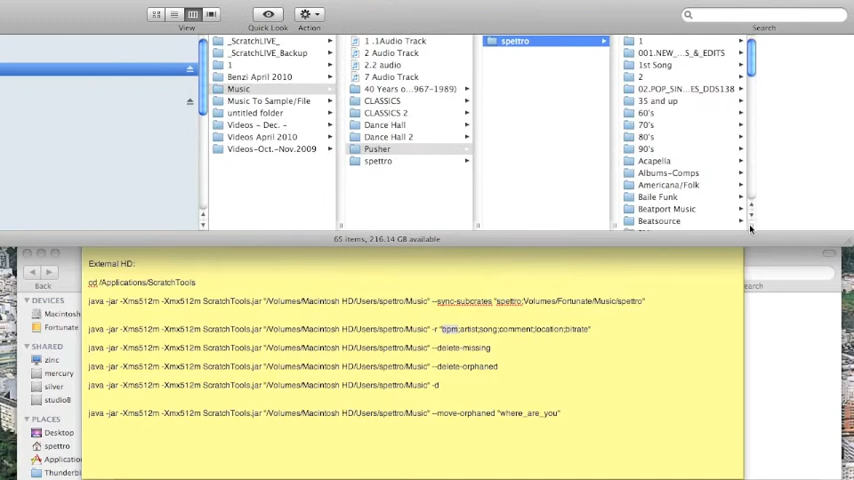 View
Quick Look
Action
Search
_ScratchLIVE_
_ScratchLIVE_Backup
1
Benzi April 2010
Music
Music To Sample/File
untitled folder
Videos - Dec. -
Videos April 2010
Videos-Oct.-Nov.2009
1 .1Audio Track
2 Audio Track
2.2 audio
7 Audio Track
40 Years o...967-1989)
CLASSICS
CLASSICS 2
Dance Hall
Dance Hall 2
Pusher
spettro
spettro
1
001.NEW_...S_&_EDITS
1st Song
2
02.POP_SIN...ES_DDS138
35 and up
60's
70's
80's
90's
Acapella
Albums-Comps
Americana/Folk
Baile Funk
Beatport Music
Beatsource
65 items, 216.14 GB available
Back
DEVICES
Macintosh
Fortunate
zinc
mercury
silver
studio8
PLACES
Desktop
spettro
Applicatio
Thunderbi
earch
External HD:
cd /Applications/ScratchTools
java -jar -Xms512m -Xmx512m ScratchTools.jar "/Volumes/Macintosh HD/Users/spettro/Music" --sync-subcrates "spettro;Volumes/Fortunate/Music/spettro"
java -jar -Xms512m -Xmx512m ScratchTools.jar "/Volumes/Macintosh HD/Users/spettro/Music" -r "bpm;artist;song;comment;location;bitrate"
java -jar -Xms512m -Xmx512m ScratchTools.jar "/Volumes/Macintosh HD/Users/spettro/Music" --delete-missing
java -jar -Xms512m -Xmx512m ScratchTools.jar "/Volumes/Macintosh HD/Users/spettro/Music" --delete-orphaned
java -jar -Xms512m -Xmx512m ScratchTools.jar "/Volumes/Macintosh HD/Users/spettro/Music" -d
java -jar -Xms512m -Xmx512m ScratchTools.jar "/Volumes/Macintosh HD/Users/spettro/Music" --move-orphaned "where_are_you"